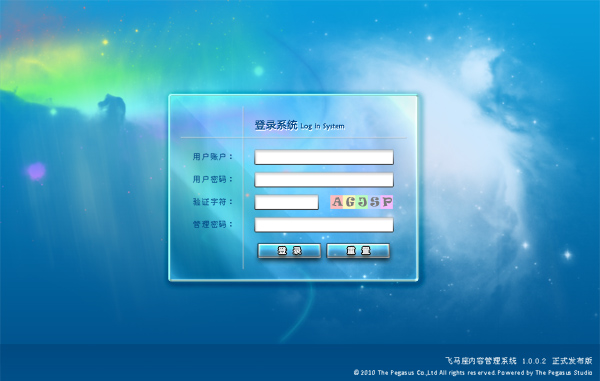 登录系统 Log In System
用户账户：
用户密码：
验证字符： AGJSP
管理密码：
登 录 重 置
飞马座内容管理系统 1.0.0.2 正式发布版
© 2010 The Pegasus Co.,Ltd All rights reserved.Powered by The Pegasus Studio